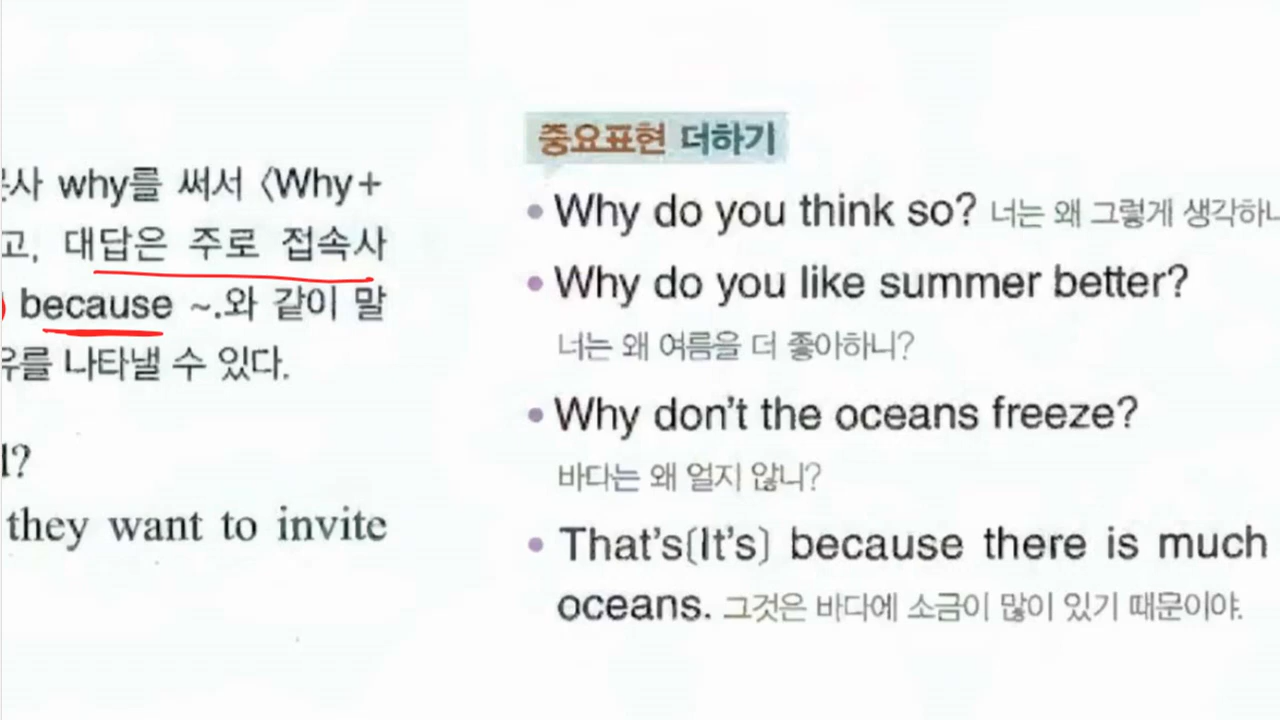 why를 써서 〈Why+
고, 대답은 주로 접속사
because ~.와 같이 말
를 나타낼 수 있다.
they want to invite
중요표현 더하기
• Why do you think so? 너는 왜 그렇게 생각하니
• Why do you like summer better?
너는 왜 여름을 더 좋아하니?
• Why don't the oceans freeze?
바다는 왜 얼지 않니?
• That's(It's) because there is much
oceans. 그것은 바다에 소금이 많이 있기 때문이야.